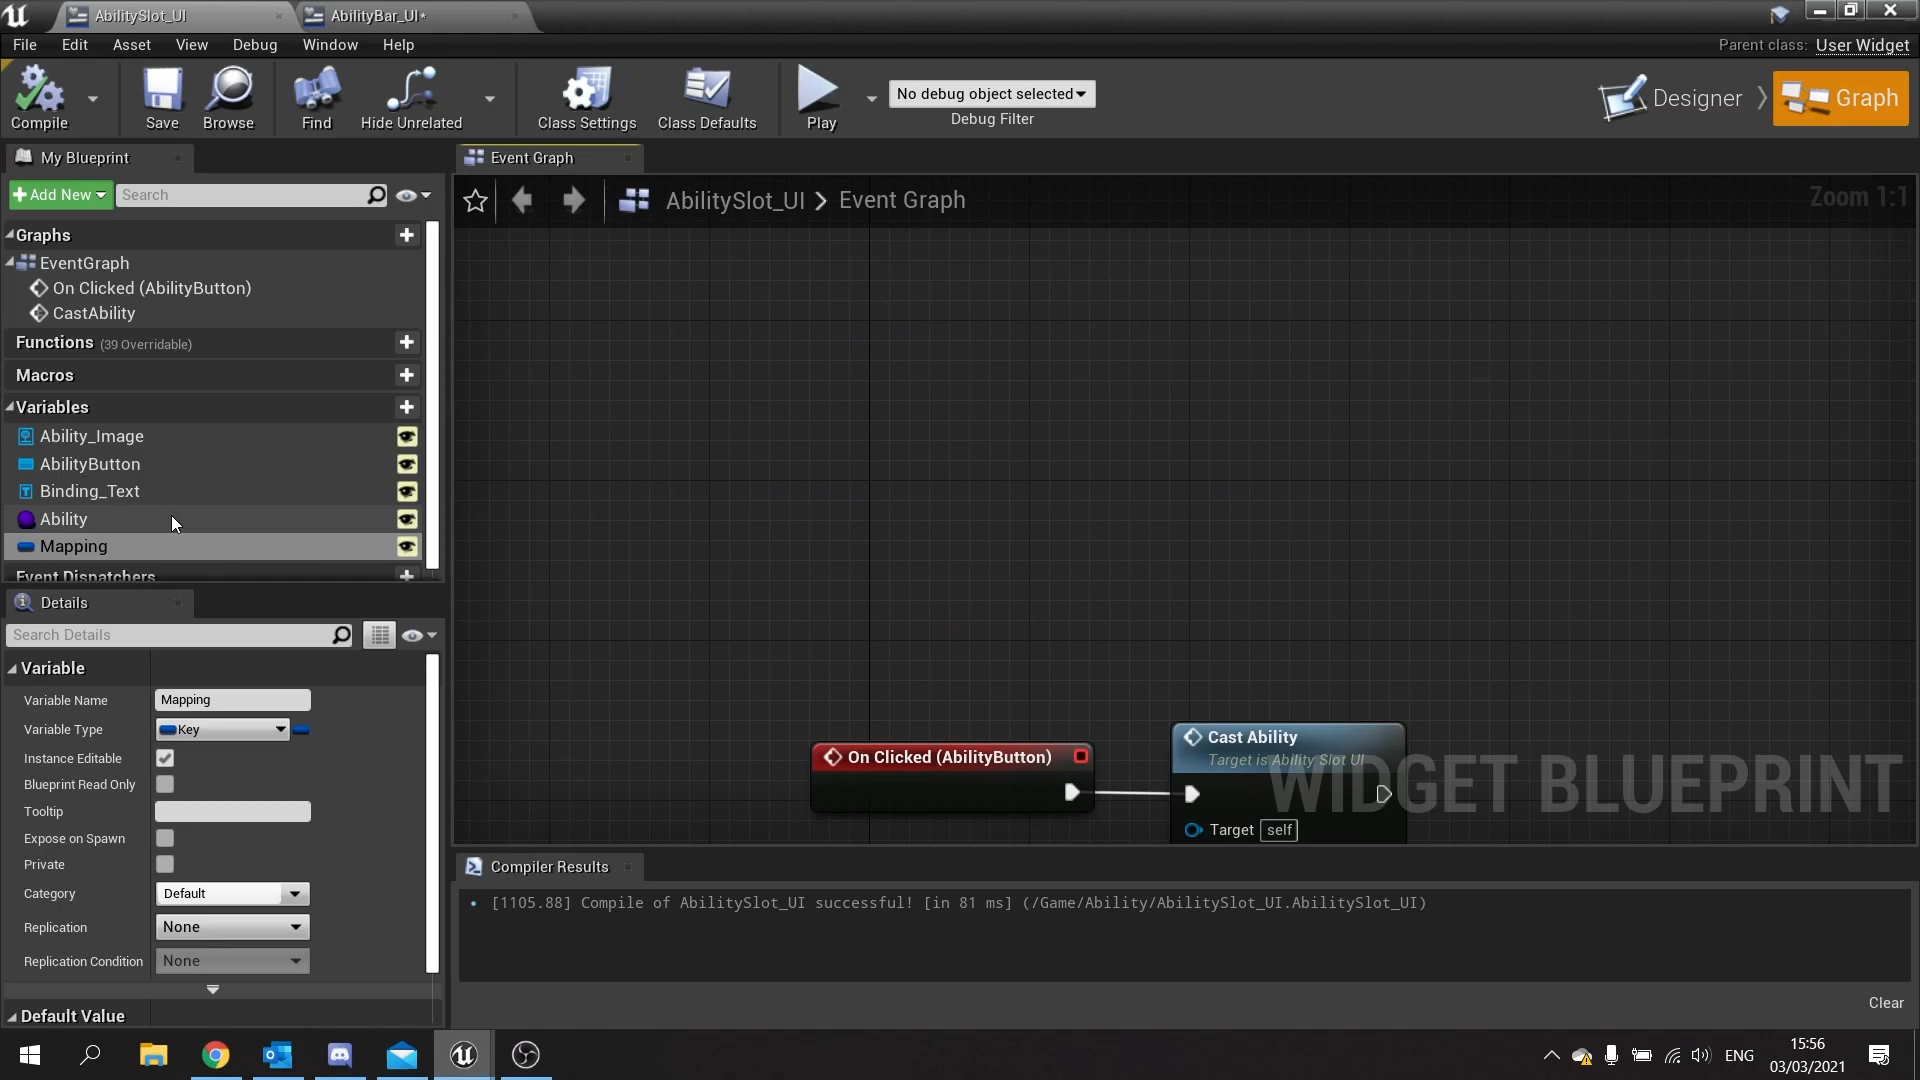 AbilitySlot_UI
AbilityBar_UI*
File Edit Asset View Debug Window Help
Parent class: User Widget
Compile
Save
Browse
Find
Hide Unrelated
Class Settings
Class Defaults
Play
No debug object selected
Debug Filter
Designer
Graph
My Blueprint
Add New
Search
Graphs
EventGraph
On Clicked (AbilityButton)
CastAbility
Functions (39 Overridable)
Macros
Variables
Ability_Image
AbilityButton
Binding_Text
Ability
Mapping
Event Dispatchers
Details
Search Details
Variable
Variable Name Mapping
Variable Type Key
Instance Editable
Blueprint Read Only
Tooltip
Expose on Spawn
Private
Category Default
Replication None
Replication Condition None
Default Value
Event Graph
AbilitySlot_UI > Event Graph
Zoom 1:1
On Clicked (AbilityButton)
Cast Ability
Target is Ability Slot UI
Target self
WIDGET BLUEPRINT
Compiler Results
• [1105.88] Compile of AbilitySlot_UI successful! [in 81 ms] (/Game/Ability/AbilitySlot_UI.AbilitySlot_UI)
Clear
ENG
15:56
03/03/2021